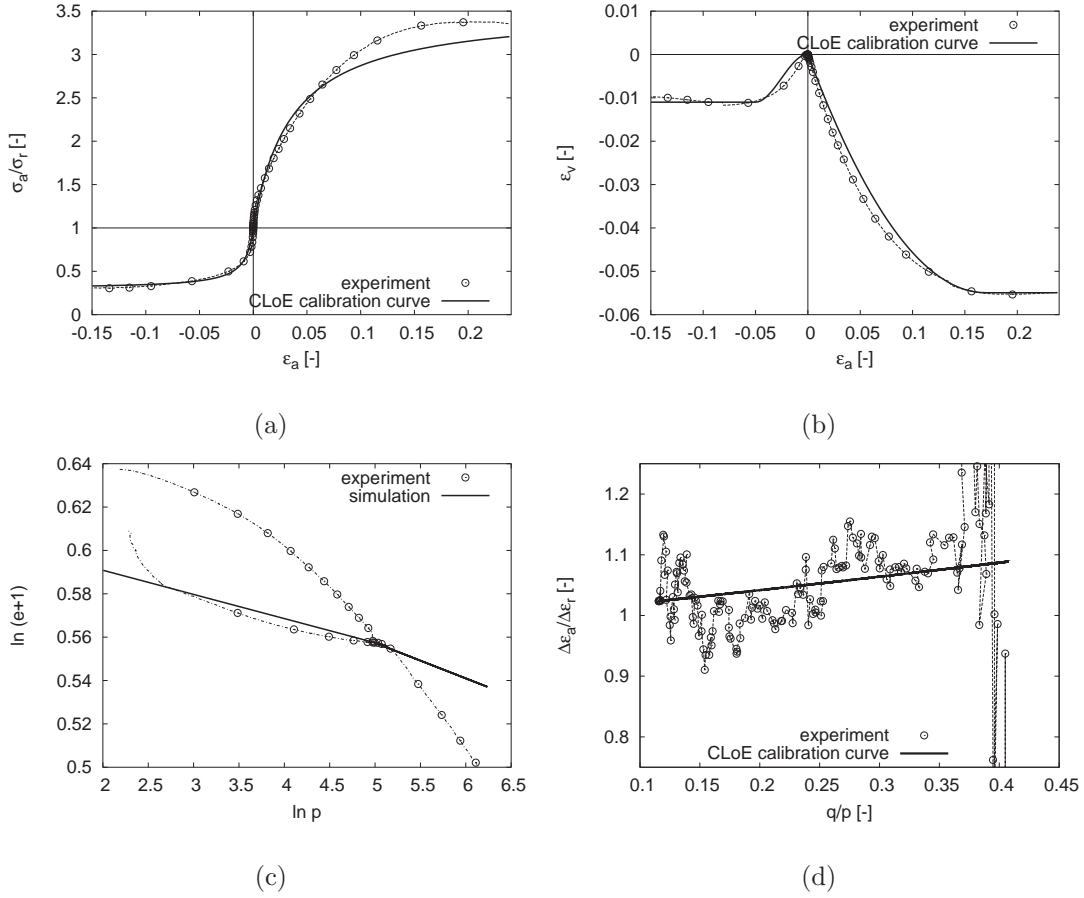 4
3.5
3
2.5
2
1.5
1
0.5
0
σa/σr [-]
-0.15 -0.1 -0.05 0 0.05 0.1 0.15 0.2
εa [-]
experiment
CLoE calibration curve
(a)
0.01
0
-0.01
-0.02
-0.03
-0.04
-0.05
-0.06
εv [-]
-0.15 -0.1 -0.05 0 0.05 0.1 0.15 0.2
εa [-]
experiment
CLoE calibration curve
(b)
0.64
0.62
0.6
0.58
0.56
0.54
0.52
0.5
ln (e+1)
2 2.5 3 3.5 4 4.5 5 5.5 6 6.5
ln p
experiment
simulation
(c)
1.2
1.1
1
0.9
0.8
Δεa/Δεr [-]
0.1 0.15 0.2 0.25 0.3 0.35 0.4 0.45
q/p [-]
experiment
CLoE calibration curve
(d)